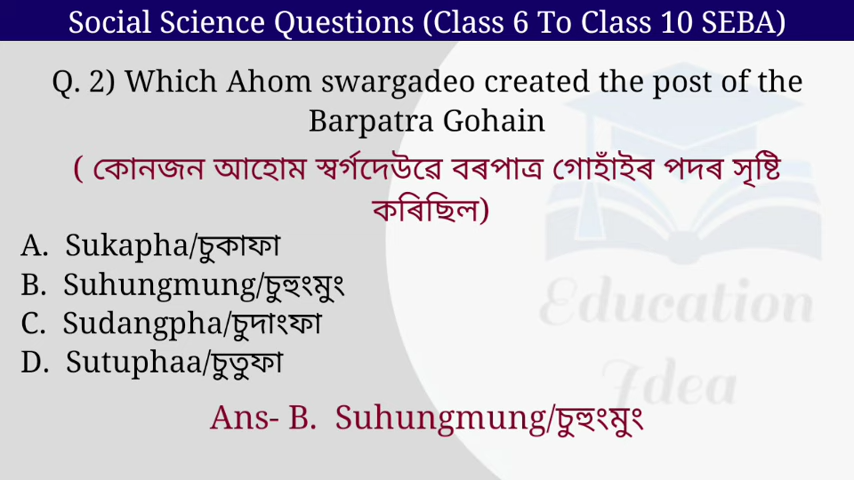 Social Science Questions (Class 6 To Class 10 SEBA)
Q. 2) Which Ahom swargadeo created the post of the
Barpatra Gohain
( কোনজন আহোম স্বৰ্গদেউৱে বৰপাত্ৰ গোহাঁইৰ পদৰ সৃষ্টি
কৰিছিল)
A. Sukapha/চুকাফা
B. Suhungmung/চুহুংমুং
C. Sudangpha/চুদাংফা
D. Sutuphaa/চুতুফা
Education
Idea
Ans- B. Suhungmung/চুহুংমুং